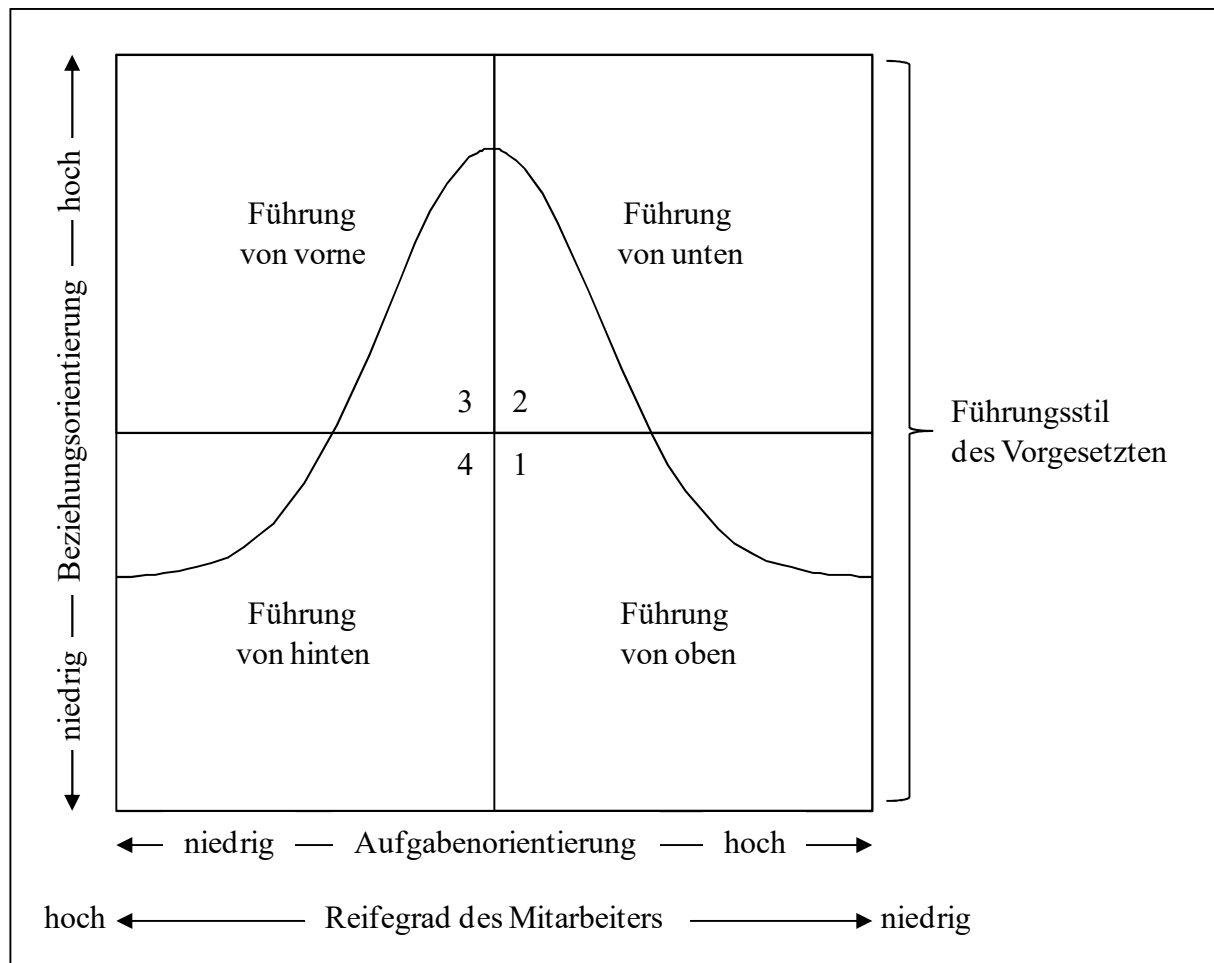 niedrig Beziehungsorientierung hoch
Führung
von vorne
Führung
von unten
3 2
4 1
Führungsstil
des Vorgesetzten
Führung
von hinten
Führung
von oben
niedrig Aufgabenorientierung hoch
hoch Reifegrad des Mitarbeiters niedrig